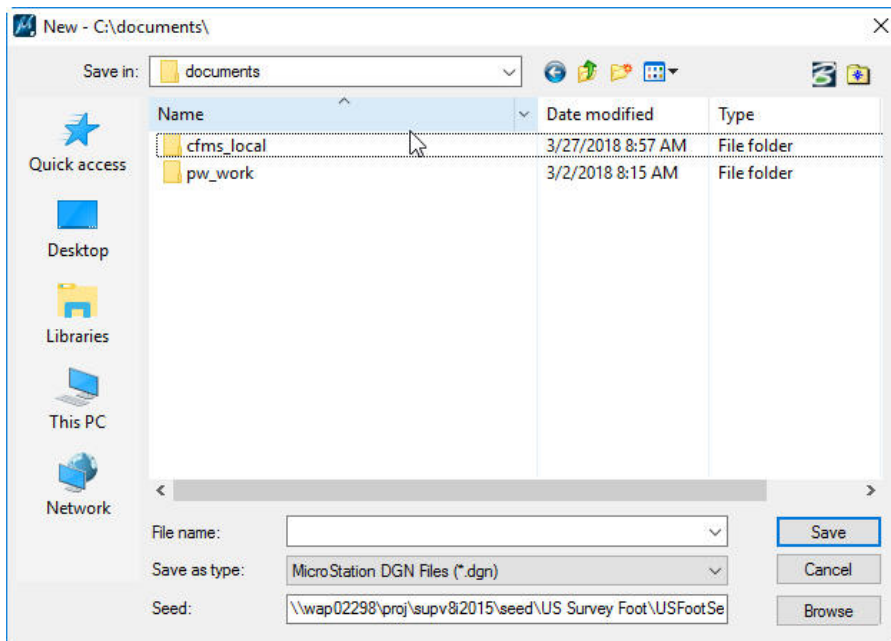 New - C:\documents\
Save in: documents
Name Date modified Type
cfms_local 3/27/2018 8:57 AM File folder
pw_work 3/2/2018 8:15 AM File folder
Quick access
Desktop
Libraries
This PC
Network
File name: Save
Save as type: MicroStation DGN Files (*.dgn) Cancel
Seed: \\wap02298\proj\supv8i2015\seed\US Survey Foot\USFootSe Browse